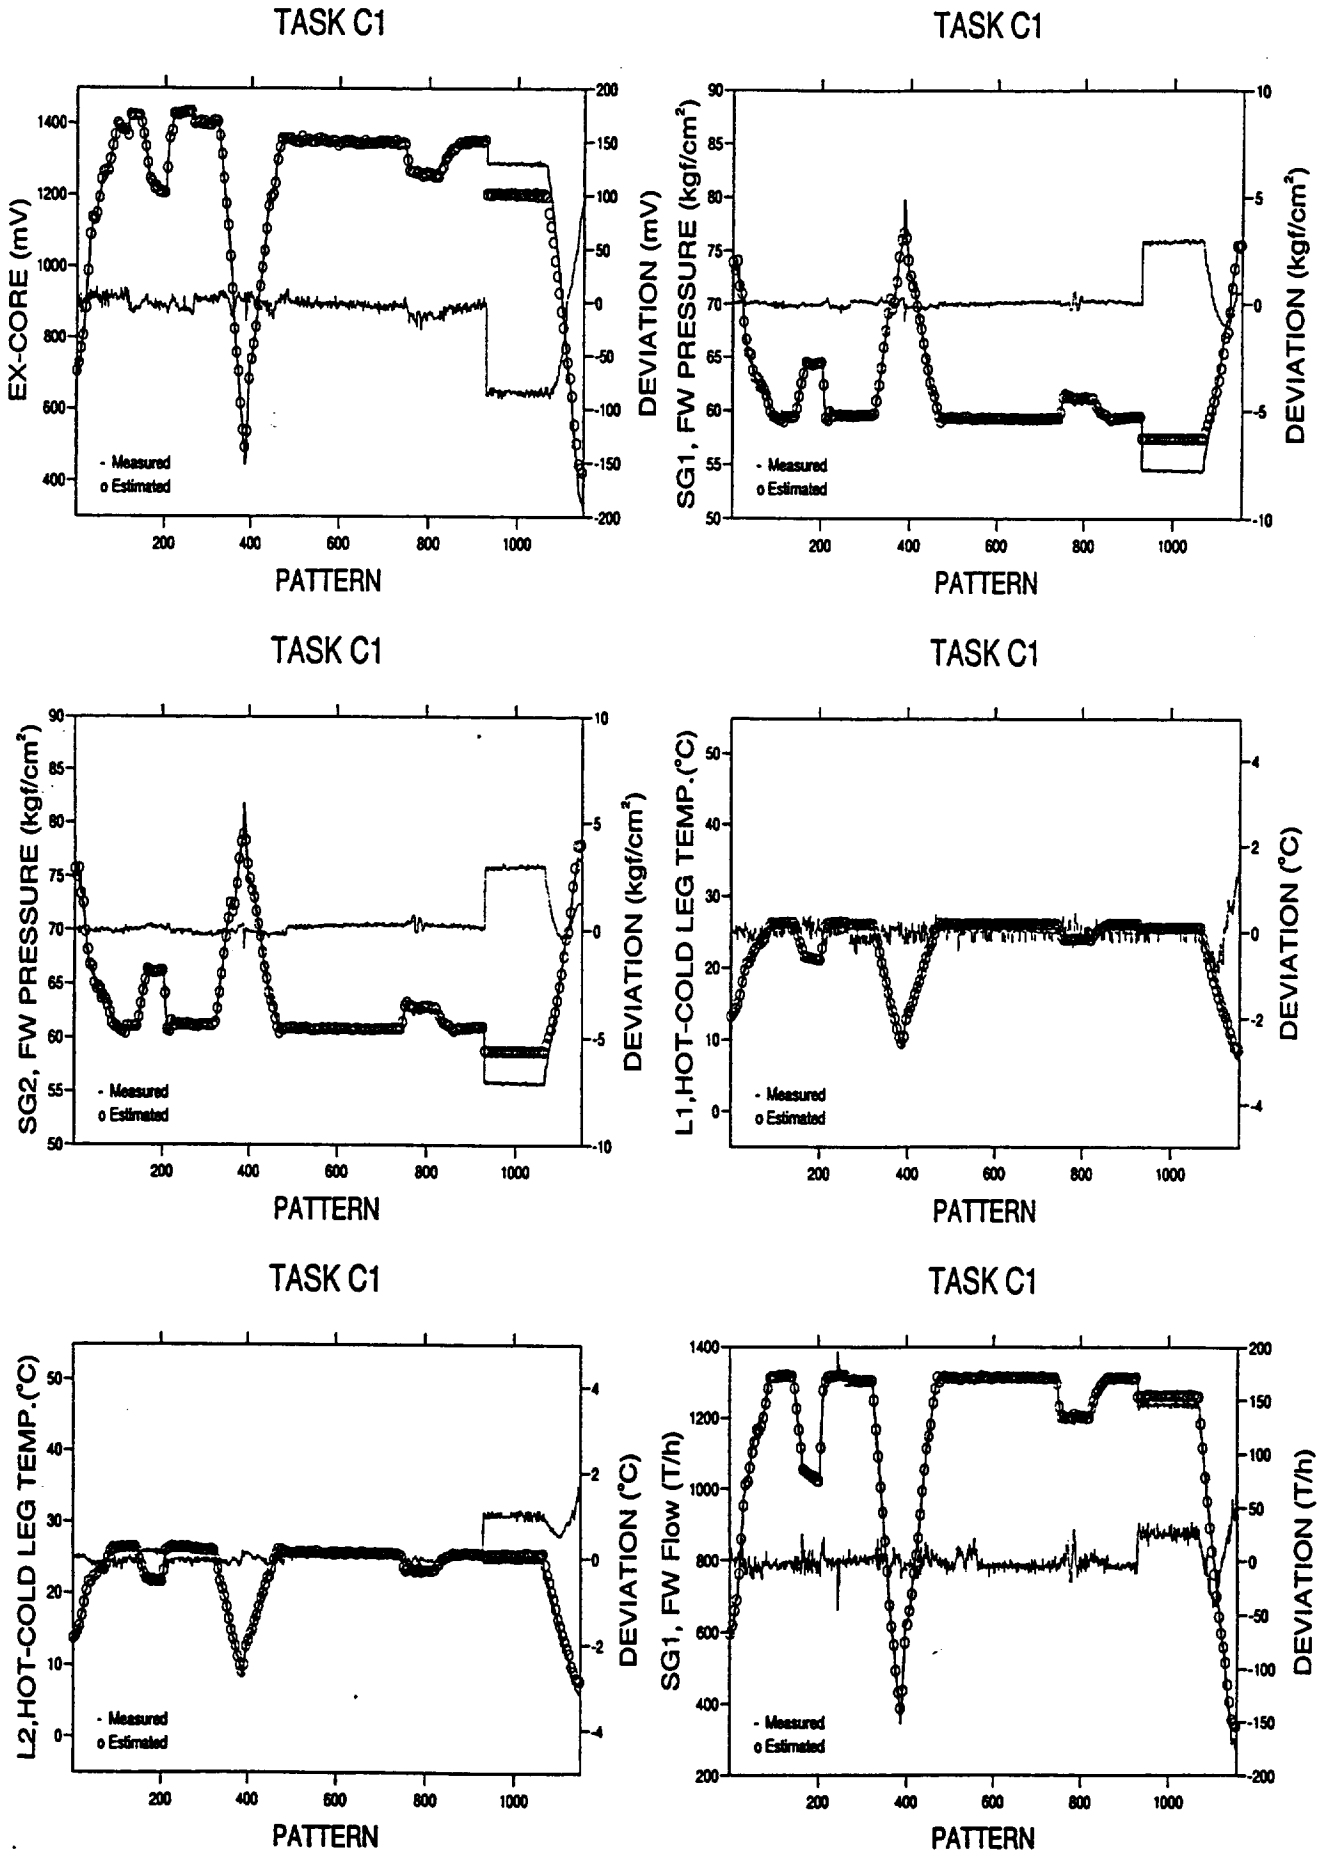 TASK C1
EX-CORE (mV)
1400
1200
1000
800
600
400
200
150
100
50
0
-50
-100
-150
-200
DEVIATION (mV)
- Measured
o Estimated
200 400 600 800 1000
PATTERN
TASK C1
SG1, FW PRESSURE (kgf/cm²)
90
85
80
75
70
65
60
55
50
10
5
0
-5
-10
DEVIATION (kgf/cm²)
- Measured
o Estimated
200 400 600 800 1000
PATTERN
TASK C1
SG2, FW PRESSURE (kgf/cm²)
90
85
80
75
70
65
60
55
50
10
5
0
-5
-10
DEVIATION (kgf/cm²)
- Measured
o Estimated
200 400 600 800 1000
PATTERN
TASK C1
L1,HOT-COLD LEG TEMP.(°C)
50
40
30
20
10
0
4
2
0
-2
-4
DEVIATION (°C)
- Measured
o Estimated
200 400 600 800 1000
PATTERN
TASK C1
L2,HOT-COLD LEG TEMP.(°C)
50
40
30
20
10
0
4
2
0
-2
-4
DEVIATION (°C)
- Measured
o Estimated
200 400 600 800 1000
PATTERN
TASK C1
SG1, FW Flow (T/h)
1400
1200
1000
800
600
400
200
200
150
100
50
0
-50
-100
-150
-200
DEVIATION (T/h)
- Measured
o Estimated
200 400 600 800 1000
PATTERN